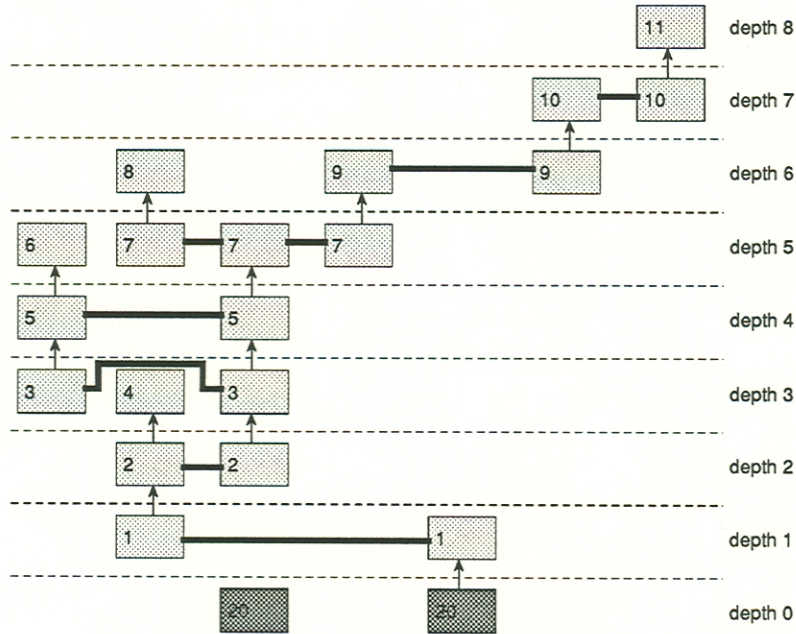 11 depth 8
10 10 depth 7
8 9 9 depth 6
6 7 7 7 depth 5
5 5 depth 4
3 4 3 depth 3
2 2 depth 2
1 1 depth 1
20 20 depth 0